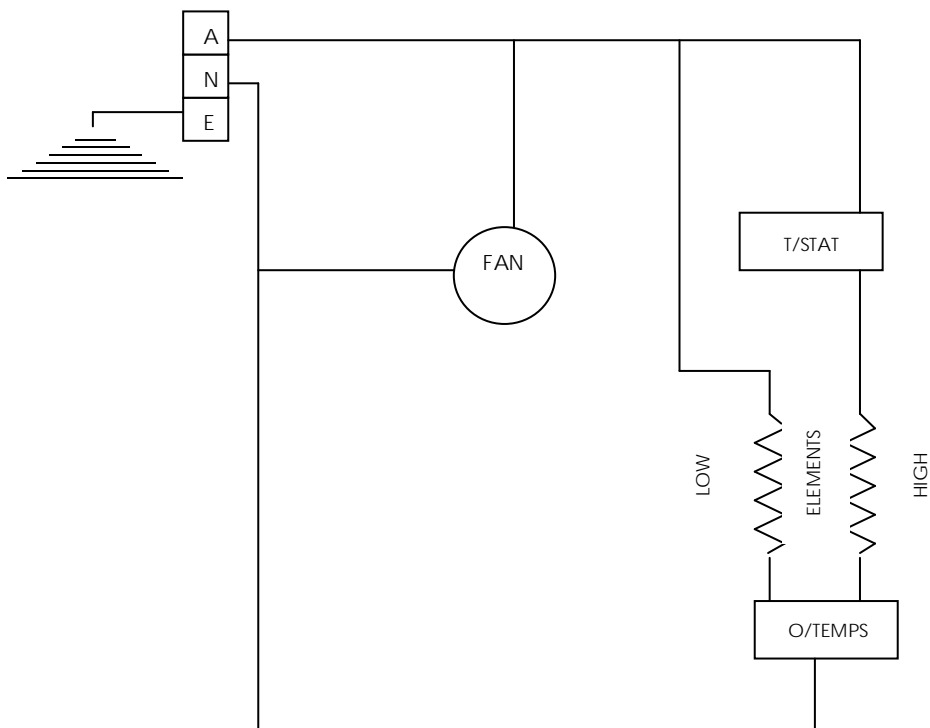 A
N
E
FAN
T/STAT
LOW
ELEMENTS
HIGH
O/TEMPS